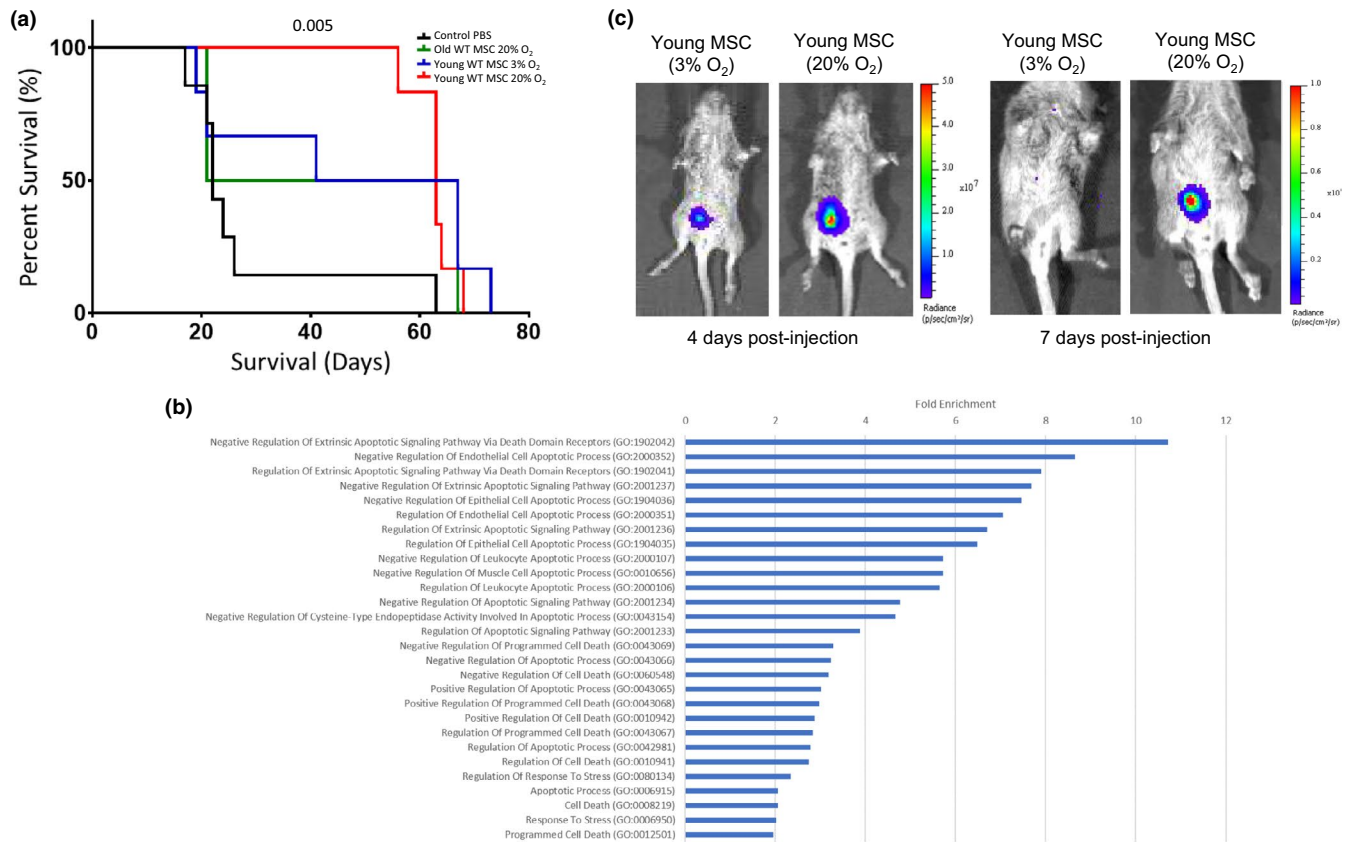 (a)
0.005
Control PBS
Old WT MSC 20% O2
Young WT MSC 3% O2
Young WT MSC 20% O2
100
50
0
Percent Survival (%)
0 20 40 60 80
Survival (Days)
(c)
Young MSC
(3% O2)
Young MSC
(20% O2)
5.0
4.0
3.0
x10⁷
2.0
1.0
Radiance
(p/sec/cm²/sr)
4 days post-injection
Young MSC
(3% O2)
Young MSC
(20% O2)
1.0
0.8
0.6
0.4
0.2
Radiance
(p/sec/cm²/sr)
7 days post-injection
(b)
Fold Enrichment
0 2 4 6 8 10 12
Negative Regulation Of Extrinsic Apoptotic Signaling Pathway Via Death Domain Receptors (GO:1902042)
Negative Regulation Of Endothelial Cell Apoptotic Process (GO:2000352)
Regulation Of Extrinsic Apoptotic Signaling Pathway Via Death Domain Receptors (GO:1902041)
Negative Regulation Of Extrinsic Apoptotic Signaling Pathway (GO:2001237)
Negative Regulation Of Epithelial Cell Apoptotic Process (GO:1904036)
Regulation Of Endothelial Cell Apoptotic Process (GO:2000351)
Regulation Of Extrinsic Apoptotic Signaling Pathway (GO:2001236)
Regulation Of Epithelial Cell Apoptotic Process (GO:1904035)
Negative Regulation Of Leukocyte Apoptotic Process (GO:2000107)
Negative Regulation Of Muscle Cell Apoptotic Process (GO:0010656)
Regulation Of Leukocyte Apoptotic Process (GO:2000106)
Negative Regulation Of Apoptotic Signaling Pathway (GO:2001234)
Negative Regulation Of Cysteine-Type Endopeptidase Activity Involved In Apoptotic Process (GO:0043154)
Regulation Of Apoptotic Signaling Pathway (GO:2001233)
Negative Regulation Of Programmed Cell Death (GO:0043069)
Negative Regulation Of Apoptotic Process (GO:0043066)
Negative Regulation Of Cell Death (GO:0060548)
Positive Regulation Of Apoptotic Process (GO:0043065)
Positive Regulation Of Programmed Cell Death (GO:0043068)
Positive Regulation Of Cell Death (GO:0010942)
Regulation Of Programmed Cell Death (GO:0043067)
Regulation Of Apoptotic Process (GO:0042981)
Regulation Of Cell Death (GO:0010941)
Regulation Of Response To Stress (GO:0080134)
Apoptotic Process (GO:0006915)
Cell Death (GO:0008219)
Response To Stress (GO:0006950)
Programmed Cell Death (GO:0012501)